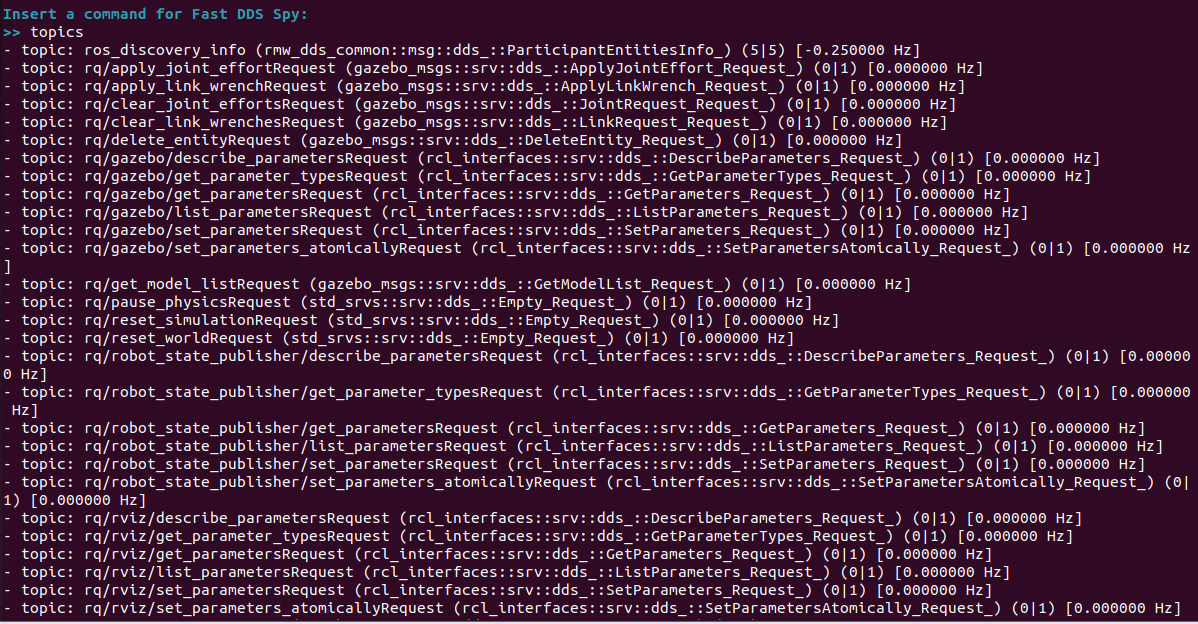 Insert a command for Fast DDS Spy:
>> topics
- topic: ros_discovery_info (rmw_dds_common::msg::dds_::ParticipantEntitiesInfo_) (5|5) [-0.250000 Hz]
- topic: rq/apply_joint_effortRequest (gazebo_msgs::srv::dds_::ApplyJointEffort_Request_) (0|1) [0.000000 Hz]
- topic: rq/apply_link_wrenchRequest (gazebo_msgs::srv::dds_::ApplyLinkWrench_Request_) (0|1) [0.000000 Hz]
- topic: rq/clear_joint_effortsRequest (gazebo_msgs::srv::dds_::JointRequest_Request_) (0|1) [0.000000 Hz]
- topic: rq/clear_link_wrenchesRequest (gazebo_msgs::srv::dds_::LinkRequest_Request_) (0|1) [0.000000 Hz]
- topic: rq/delete_entityRequest (gazebo_msgs::srv::dds_::DeleteEntity_Request_) (0|1) [0.000000 Hz]
- topic: rq/gazebo/describe_parametersRequest (rcl_interfaces::srv::dds_::DescribeParameters_Request_) (0|1) [0.000000 Hz]
- topic: rq/gazebo/get_parameter_typesRequest (rcl_interfaces::srv::dds_::GetParameterTypes_Request_) (0|1) [0.000000 Hz]
- topic: rq/gazebo/get_parametersRequest (rcl_interfaces::srv::dds_::GetParameters_Request_) (0|1) [0.000000 Hz]
- topic: rq/gazebo/list_parametersRequest (rcl_interfaces::srv::dds_::ListParameters_Request_) (0|1) [0.000000 Hz]
- topic: rq/gazebo/set_parametersRequest (rcl_interfaces::srv::dds_::SetParameters_Request_) (0|1) [0.000000 Hz]
- topic: rq/gazebo/set_parameters_atomicallyRequest (rcl_interfaces::srv::dds_::SetParametersAtomically_Request_) (0|1) [0.000000 Hz
]
- topic: rq/get_model_listRequest (gazebo_msgs::srv::dds_::GetModelList_Request_) (0|1) [0.000000 Hz]
- topic: rq/pause_physicsRequest (std_srvs::srv::dds_::Empty_Request_) (0|1) [0.000000 Hz]
- topic: rq/reset_simulationRequest (std_srvs::srv::dds_::Empty_Request_) (0|1) [0.000000 Hz]
- topic: rq/reset_worldRequest (std_srvs::srv::dds_::Empty_Request_) (0|1) [0.000000 Hz]
- topic: rq/robot_state_publisher/describe_parametersRequest (rcl_interfaces::srv::dds_::DescribeParameters_Request_) (0|1) [0.00000
0 Hz]
- topic: rq/robot_state_publisher/get_parameter_typesRequest (rcl_interfaces::srv::dds_::GetParameterTypes_Request_) (0|1) [0.000000
 Hz]
- topic: rq/robot_state_publisher/get_parametersRequest (rcl_interfaces::srv::dds_::GetParameters_Request_) (0|1) [0.000000 Hz]
- topic: rq/robot_state_publisher/list_parametersRequest (rcl_interfaces::srv::dds_::ListParameters_Request_) (0|1) [0.000000 Hz]
- topic: rq/robot_state_publisher/set_parametersRequest (rcl_interfaces::srv::dds_::SetParameters_Request_) (0|1) [0.000000 Hz]
- topic: rq/robot_state_publisher/set_parameters_atomicallyRequest (rcl_interfaces::srv::dds_::SetParametersAtomically_Request_) (0|
1) [0.000000 Hz]
- topic: rq/rviz/describe_parametersRequest (rcl_interfaces::srv::dds_::DescribeParameters_Request_) (0|1) [0.000000 Hz]
- topic: rq/rviz/get_parameter_typesRequest (rcl_interfaces::srv::dds_::GetParameterTypes_Request_) (0|1) [0.000000 Hz]
- topic: rq/rviz/get_parametersRequest (rcl_interfaces::srv::dds_::GetParameters_Request_) (0|1) [0.000000 Hz]
- topic: rq/rviz/list_parametersRequest (rcl_interfaces::srv::dds_::ListParameters_Request_) (0|1) [0.000000 Hz]
- topic: rq/rviz/set_parametersRequest (rcl_interfaces::srv::dds_::SetParameters_Request_) (0|1) [0.000000 Hz]
- topic: rq/rviz/set_parameters_atomicallyRequest (rcl_interfaces::srv::dds_::SetParametersAtomically_Request_) (0|1) [0.000000 Hz]